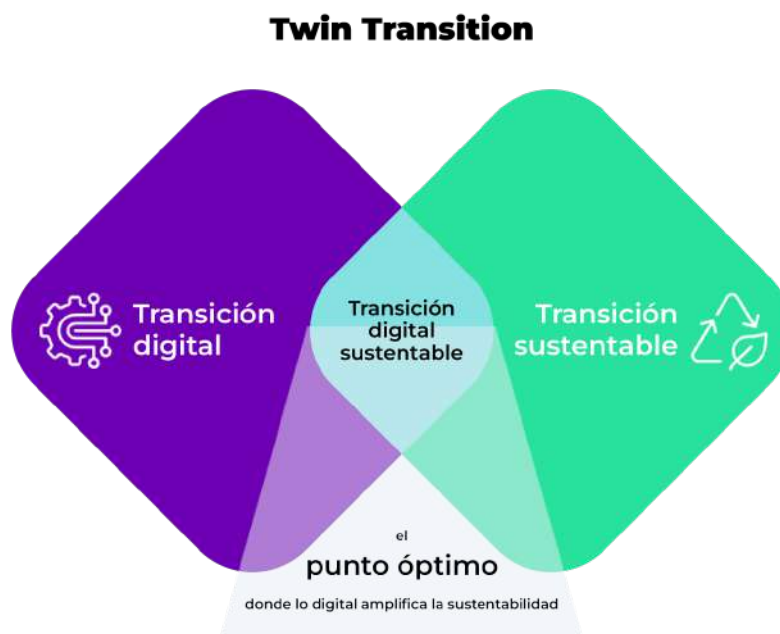 Twin Transition
Transición
digital
Transición
digital
sustentable
Transición
sustentable
el
punto óptimo
donde lo digital amplifica la sustentabilidad